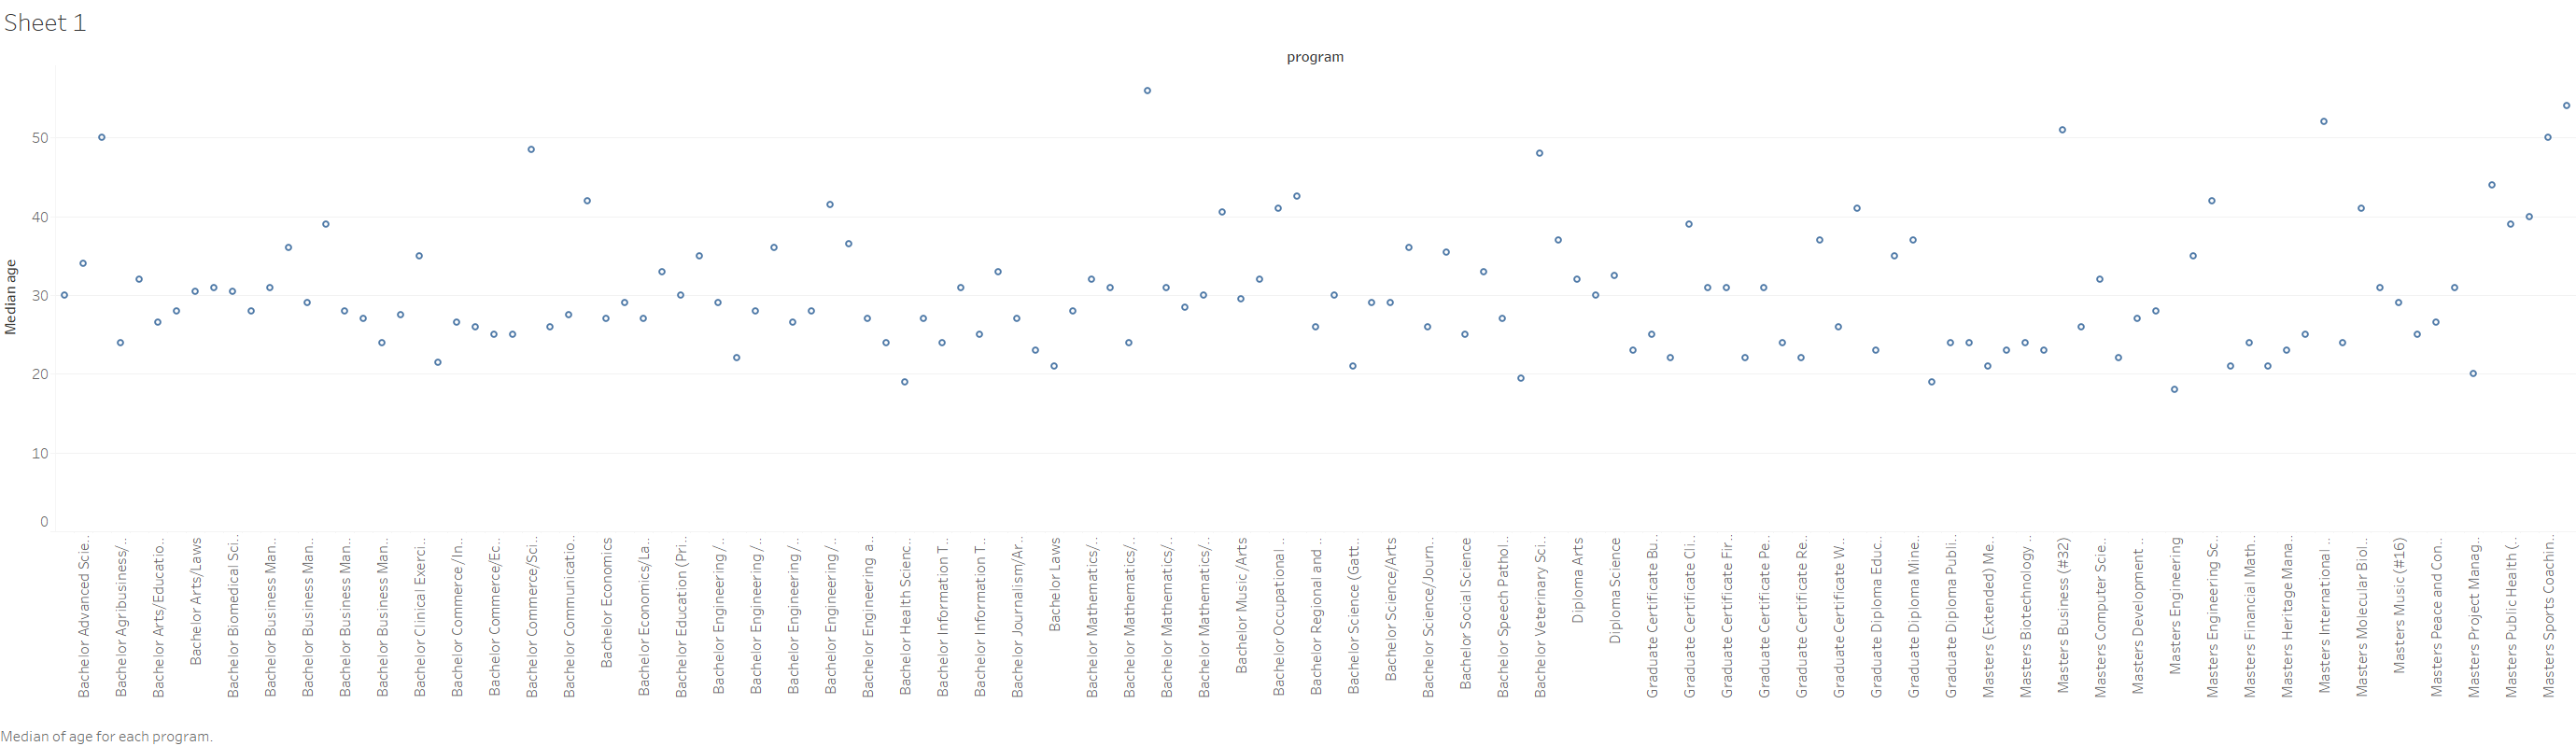 Sheet 1
program
Median age
50
40
30
20
10
0
Bachelor Advanced Scie..
Bachelor Agribusiness/..
Bachelor Arts/Educatio..
Bachelor Arts/Laws
Bachelor Biomedical Sci..
Bachelor Business Man..
Bachelor Business Man..
Bachelor Business Man..
Bachelor Business Man..
Bachelor Clinical Exerci..
Bachelor Commerce /In..
Bachelor Commerce/Ec..
Bachelor Commerce/Sci..
Bachelor Communicatio..
Bachelor Economics
Bachelor Economics/La..
Bachelor Education (Pri..
Bachelor Engineering /..
Bachelor Engineering /..
Bachelor Engineering /..
Bachelor Engineering /..
Bachelor Engineering a..
Bachelor Health Scienc..
Bachelor Information T..
Bachelor Information T..
Bachelor Journalism/Ar..
Bachelor Laws
Bachelor Mathematics/..
Bachelor Mathematics/..
Bachelor Mathematics/..
Bachelor Mathematics/..
Bachelor Music /Arts
Bachelor Occupational ..
Bachelor Regional and ..
Bachelor Science (Gatt..
Bachelor Science/Arts
Bachelor Science/Journ..
Bachelor Social Science
Bachelor Speech Pathol..
Bachelor Veterinary Sci..
Diploma Arts
Diploma Science
Graduate Certificate Bu..
Graduate Certificate Cli..
Graduate Certificate Fir..
Graduate Certificate Pe..
Graduate Certificate Re..
Graduate Certificate W..
Graduate Diploma Educ..
Graduate Diploma Mine..
Graduate Diploma Publi..
Masters (Extended) Me..
Masters Biotechnology ..
Masters Business (#32)
Masters Computer Scie..
Masters Development ..
Masters Engineering
Masters Engineering Sc..
Masters Financial Math..
Masters Heritage Mana..
Masters International ..
Masters Molecular Biol..
Masters Music (#16)
Masters Peace and Con..
Masters Project Manag..
Masters Public Health (..
Masters Sports Coachin..
Median of age for each program.